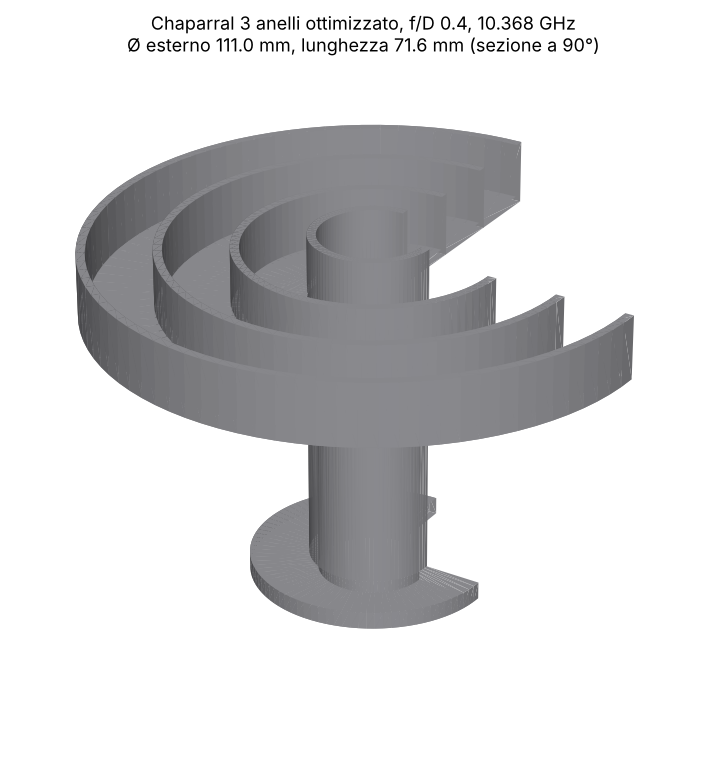 Chaparral 3 anelli ottimizzato, f/D 0.4, 10.368 GHz
Ø esterno 111.0 mm, lunghezza 71.6 mm (sezione a 90°)